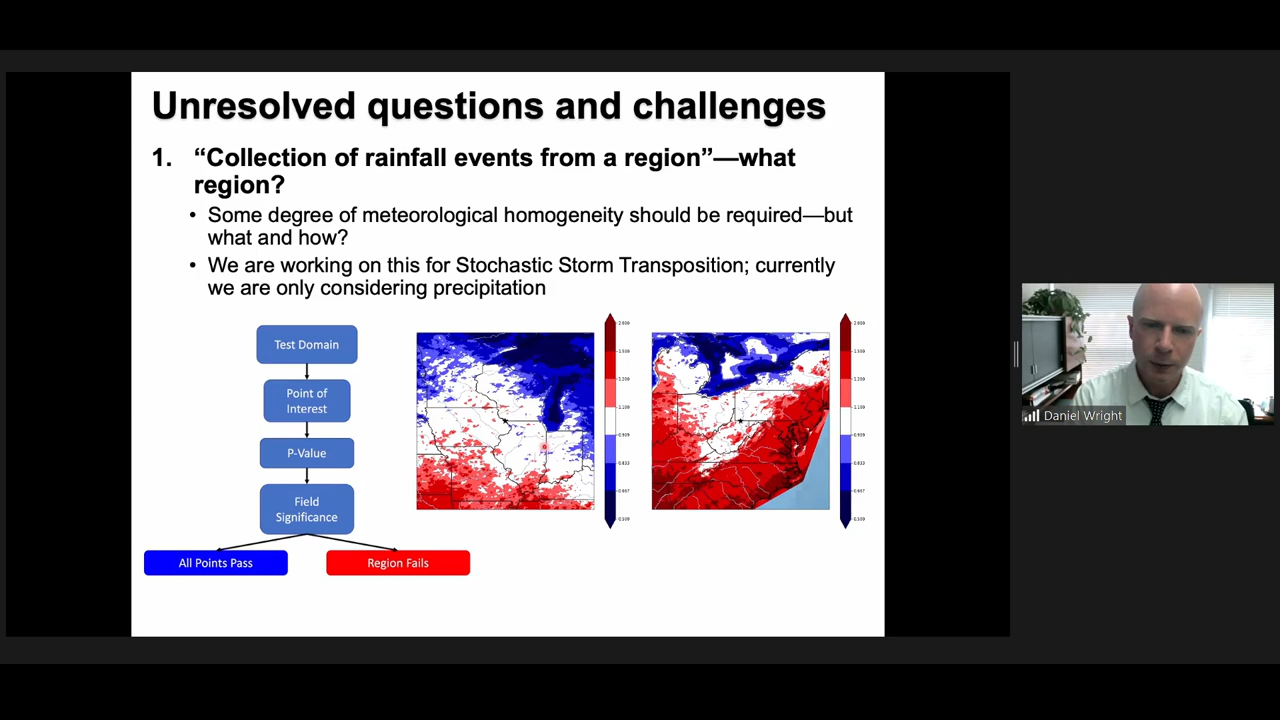 Unresolved questions and challenges
1. “Collection of rainfall events from a region”—what
region?
• Some degree of meteorological homogeneity should be required—but
what and how?
• We are working on this for Stochastic Storm Transposition; currently
we are only considering precipitation
Test Domain
Point of
Interest
P-Value
Field
Significance
All Points Pass
Region Fails
Daniel Wright